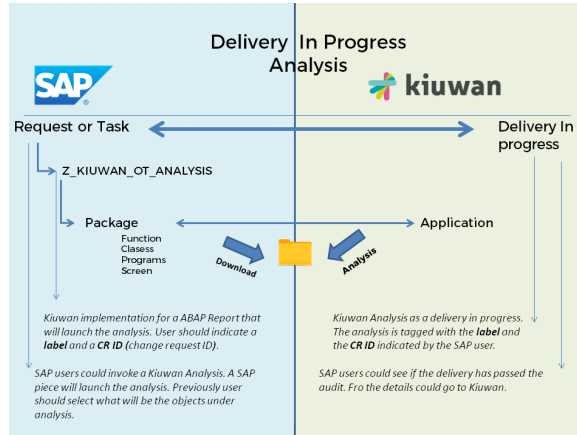 Delivery In Progress
Analysis
SAP
®
kiuwan
Request or Task
Delivery In
progress
Z_KIUWAN_OT_ANALYSIS
Package
Application
Function
Clasess
Programs
Screen
Download
Analysis
Kiuwan implementation for a ABAP Report that
will launch the analysis. User should indicate a
label and a CR ID (change request ID).
Kiuwan Analysis as a delivery in progress.
The analysis is tagged with the label and
the CR ID indicated by the SAP user.
SAP users could invoke a Kiuwan Analysis. A SAP
piece will launch the analysis. Previously user
should select what will be the objects under
analysis.
SAP users could see if the delivery has passed the
audit. Fro the details could go to Kiuwan.